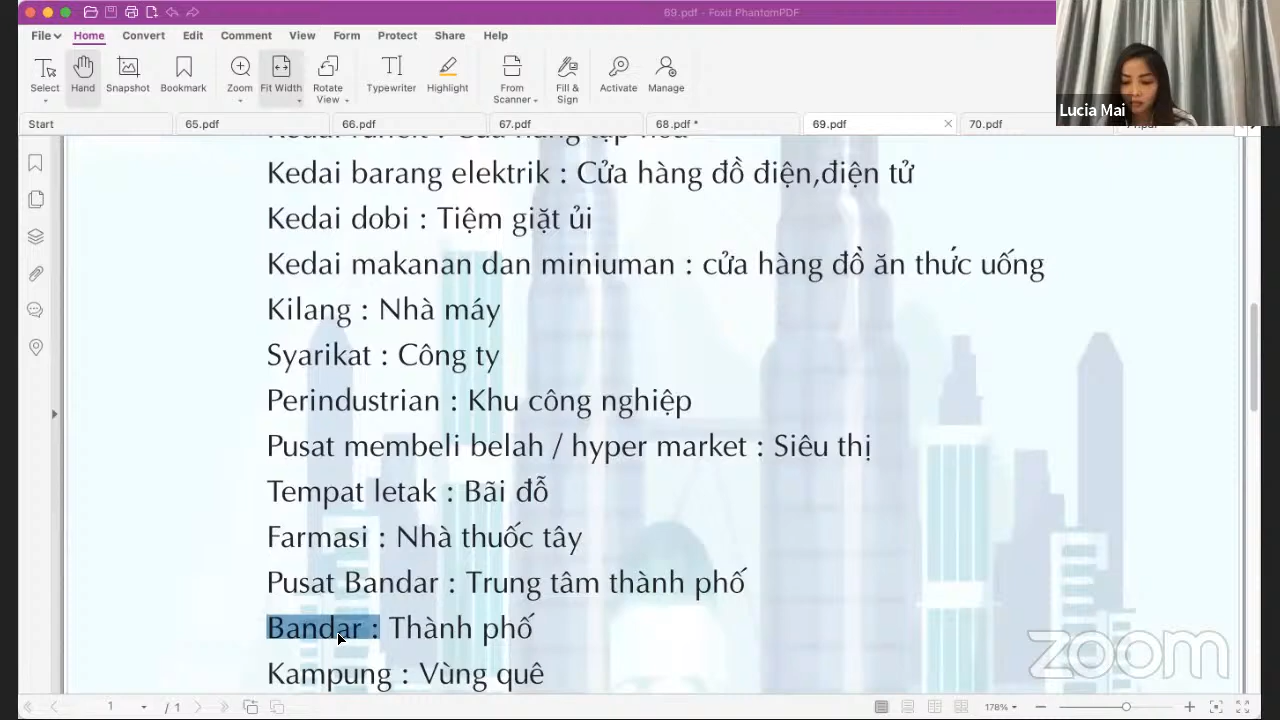 69.pdf - Foxit PhantomPDF
File Home Convert Edit Comment View Form Protect Share Help
Select Hand Snapshot Bookmark Zoom Fit Width Rotate View Typewriter Highlight From Scanner Fill & Sign Activate Manage
Lucia Mai
Start 65.pdf 66.pdf 67.pdf 68.pdf * 69.pdf 70.pdf
Kedai barang elektrik : Cửa hàng đồ điện,điện tử
Kedai dobi : Tiệm giặt ủi
Kedai makanan dan miniuman : cửa hàng đồ ăn thức uống
Kilang : Nhà máy
Syarikat : Công ty
Perindustrian : Khu công nghiệp
Pusat membeli belah / hyper market : Siêu thị
Tempat letak : Bãi đỗ
Farmasi : Nhà thuốc tây
Pusat Bandar : Trung tâm thành phố
Bandar : Thành phố
Kampung : Vùng quê
zoom
1 / 1 178%